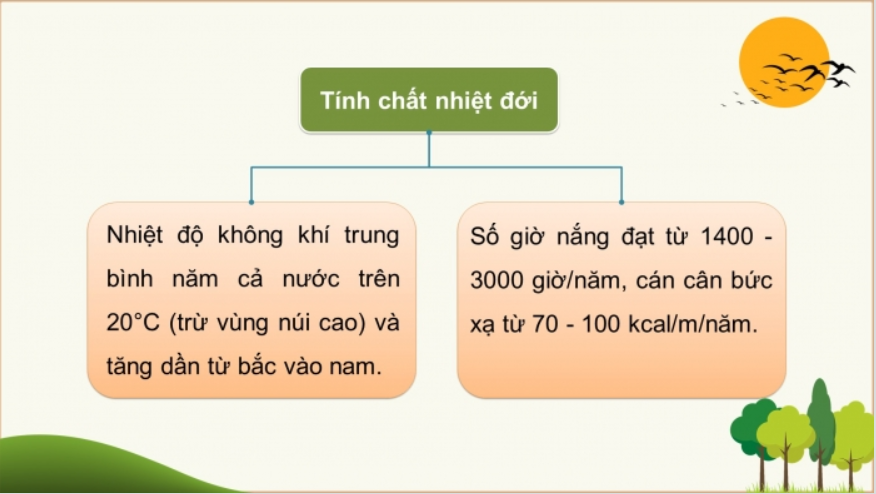 Tính chất nhiệt đới
Nhiệt độ không khí trung
bình năm cả nước trên
20°C (trừ vùng núi cao) và
tăng dần từ bắc vào nam.
Số giờ nắng đạt từ 1400 -
3000 giờ/năm, cán cân bức
xạ từ 70 - 100 kcal/m/năm.